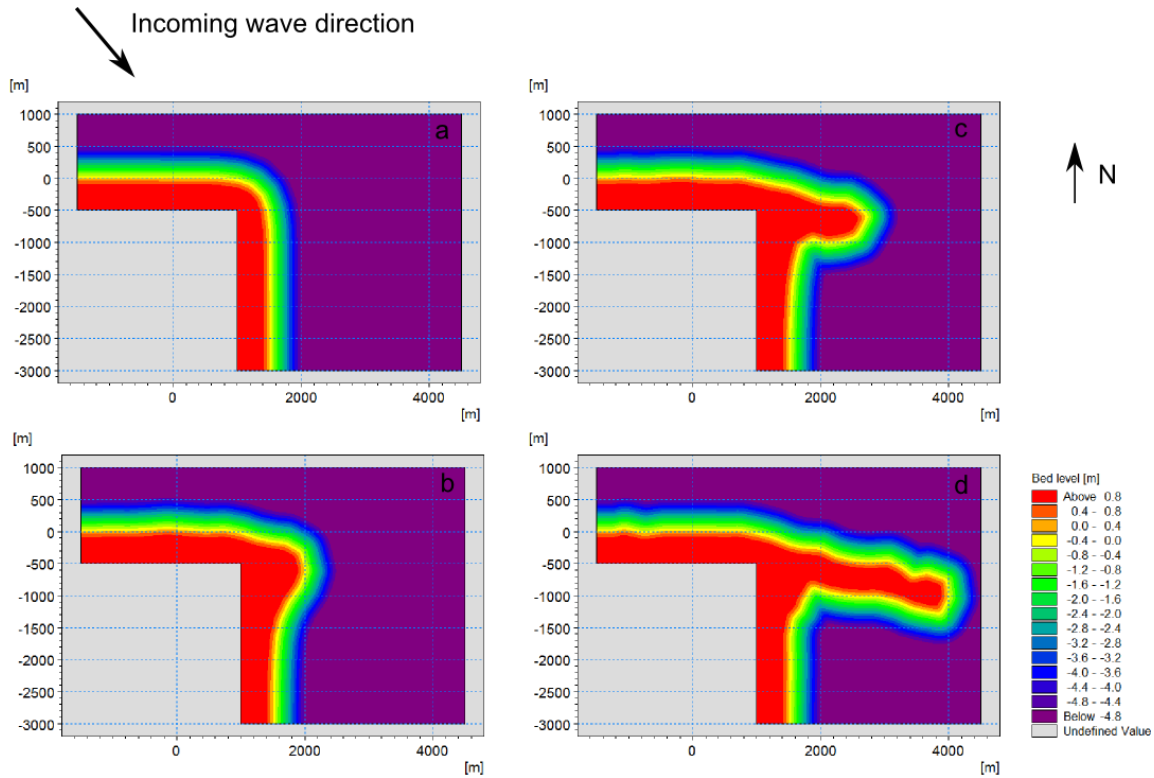 Incoming wave direction
[m]
1000
500
0
-500
-1000
-1500
-2000
-2500
-3000
0 2000 4000
[m]
a
[m]
1000
500
0
-500
-1000
-1500
-2000
-2500
-3000
0 2000 4000
[m]
c
N
[m]
1000
500
0
-500
-1000
-1500
-2000
-2500
-3000
0 2000 4000
[m]
b
[m]
1000
500
0
-500
-1000
-1500
-2000
-2500
-3000
0 2000 4000
[m]
d
Bed level [m]
Above 0.8
0.4 - 0.8
0.0 - 0.4
-0.4 - 0.0
-0.8 - -0.4
-1.2 - -0.8
-1.6 - -1.2
-2.0 - -1.6
-2.4 - -2.0
-2.8 - -2.4
-3.2 - -2.8
-3.6 - -3.2
-4.0 - -3.6
-4.4 - -4.0
-4.8 - -4.4
Below -4.8
Undefined Value